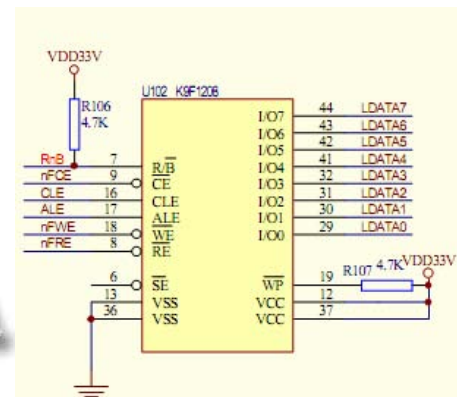 VDD33V
U102 K9F1208
R106
4.7K
I/O7 44 LDATA7
I/O6 43 LDATA6
I/O5 42 LDATA5
RnB 7 R/B I/O4 41 LDATA4
nFCE 9 CE I/O3 32 LDATA3
CLE 16 CLE I/O2 31 LDATA2
ALE 17 ALE I/O1 30 LDATA1
nFWE 18 WE I/O0 29 LDATA0
nFRE 8 RE
R107 4.7K VDD33V
6 SE WP 19
13 VSS VCC 12
36 VSS VCC 37